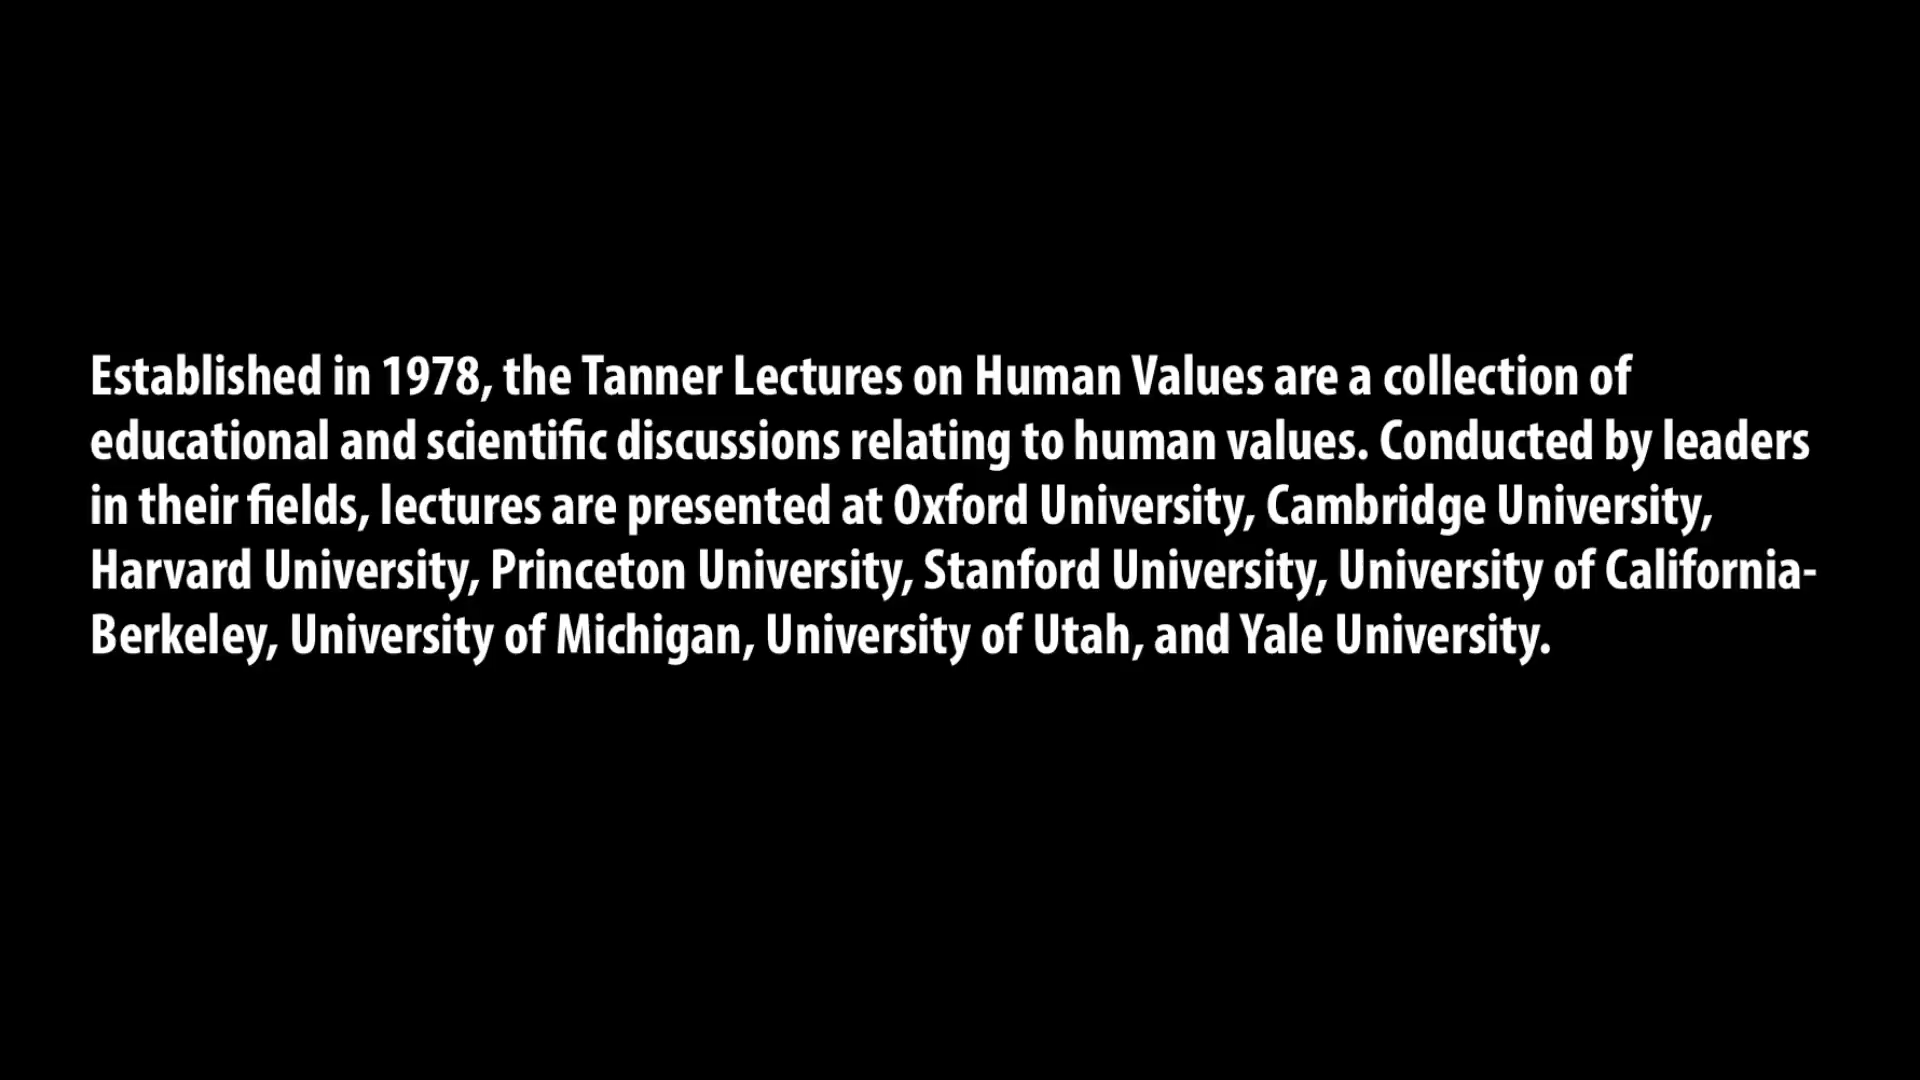 Established in 1978, the Tanner Lectures on Human Values are a collection of
educational and scientific discussions relating to human values. Conducted by leaders
in their fields, lectures are presented at Oxford University, Cambridge University,
Harvard University, Princeton University, Stanford University, University of California-
Berkeley, University of Michigan, University of Utah, and Yale University.